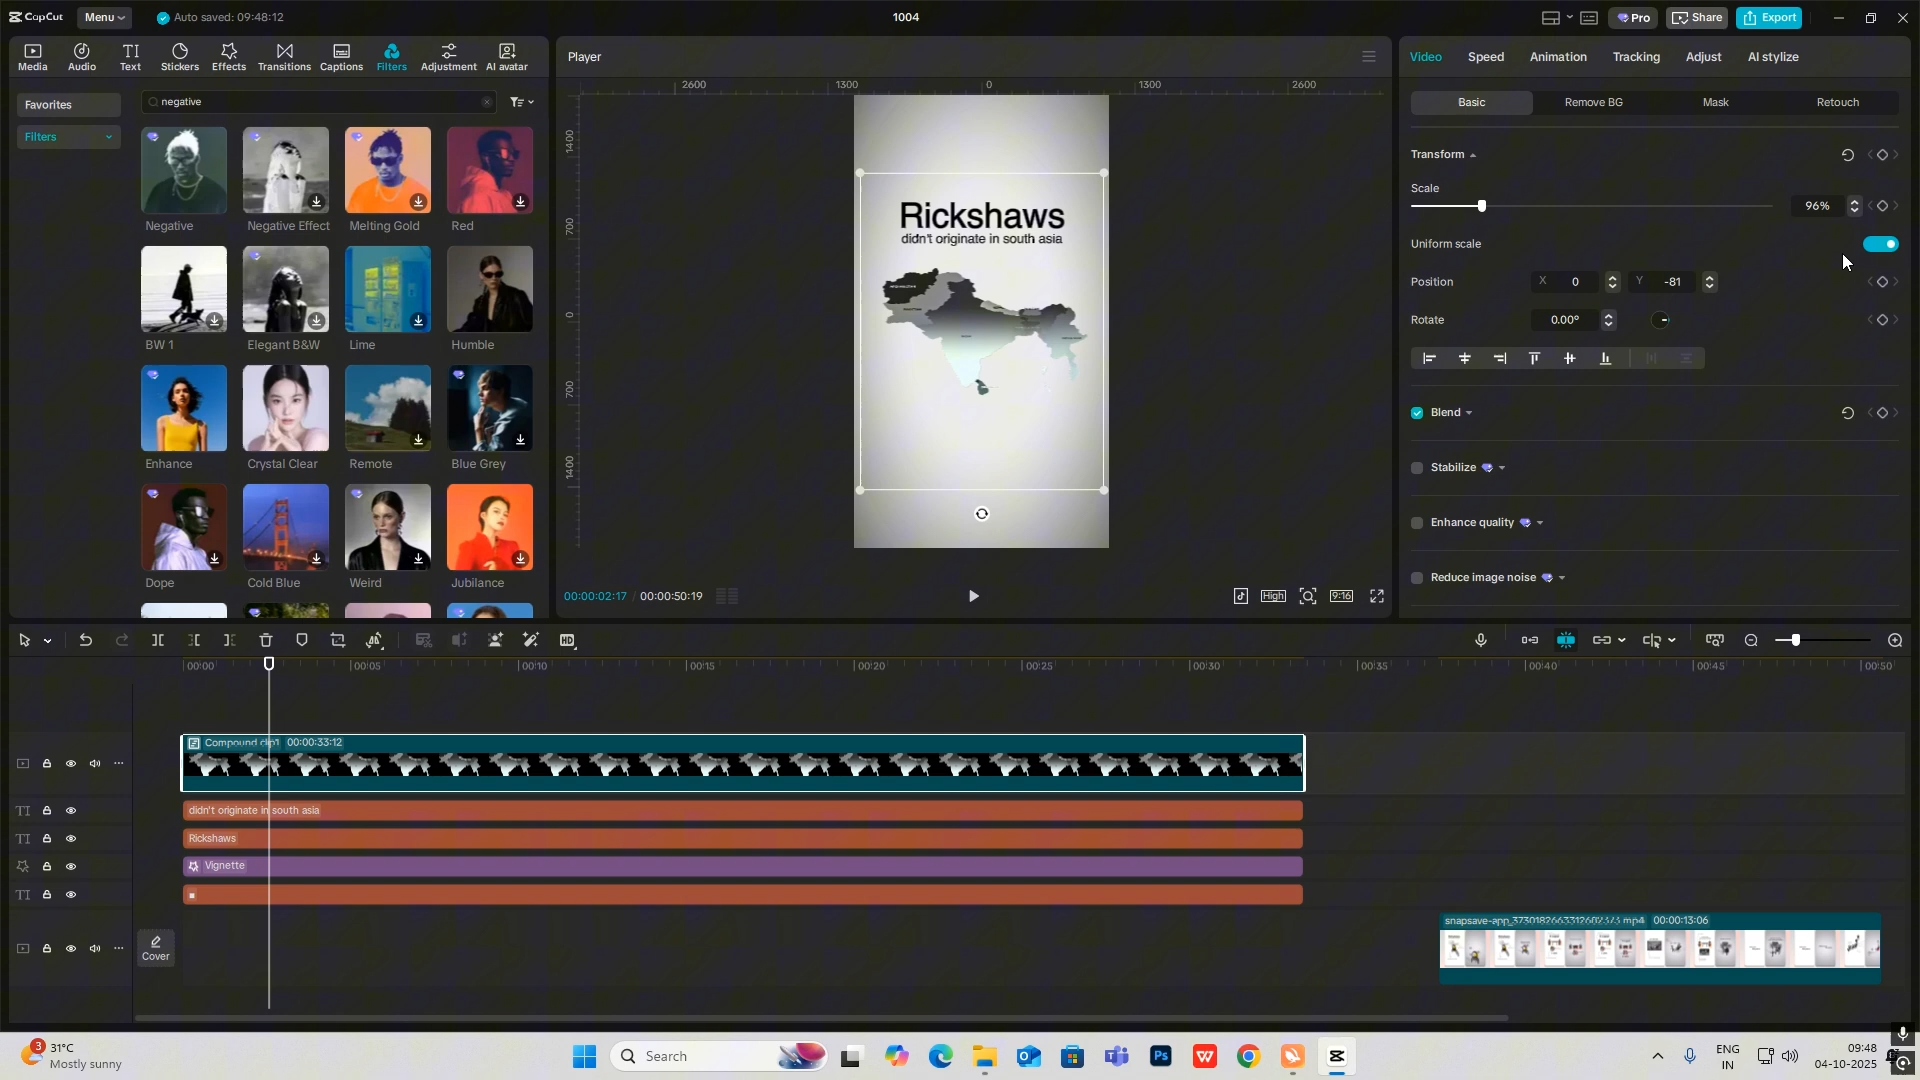 CapCut
Menu
Auto saved: 09:48:12
1004
Pro
Share
Export
Media
Audio
Text
Stickers
Effects
Transitions
Captions
Filters
Adjustment
AI avatar
Favorites
Filters
negative
Negative
Negative Effect
Melting Gold
Red
BW 1
Elegant B&W
Lime
Humble
Enhance
Crystal Clear
Remote
Blue Grey
Dope
Cold Blue
Weird
Jubilance
Player
2600
1300
0
1300
2600
1400
700
0
700
1400
Rickshaws
didn't originate in south asia
00:00:02:17 / 00:00:50:19
High
9:16
Video
Speed
Animation
Tracking
Adjust
AI stylize
Basic
Remove BG
Mask
Retouch
Transform
Scale
96%
Uniform scale
Position
X 0
Y -81
Rotate
0.00°
Blend
Stabilize
Enhance quality
Reduce image noise
HD
00:00
00:05
00:10
00:15
00:20
00:25
00:30
00:35
00:40
00:45
00:50
Compound clip1 00:00:33:12
didn't originate in south asia
Rickshaws
Vignette
Cover
00:00:13:06
3
31°C
Mostly sunny
Search
Ps
W
ENG
IN
09:48
04-10-2025